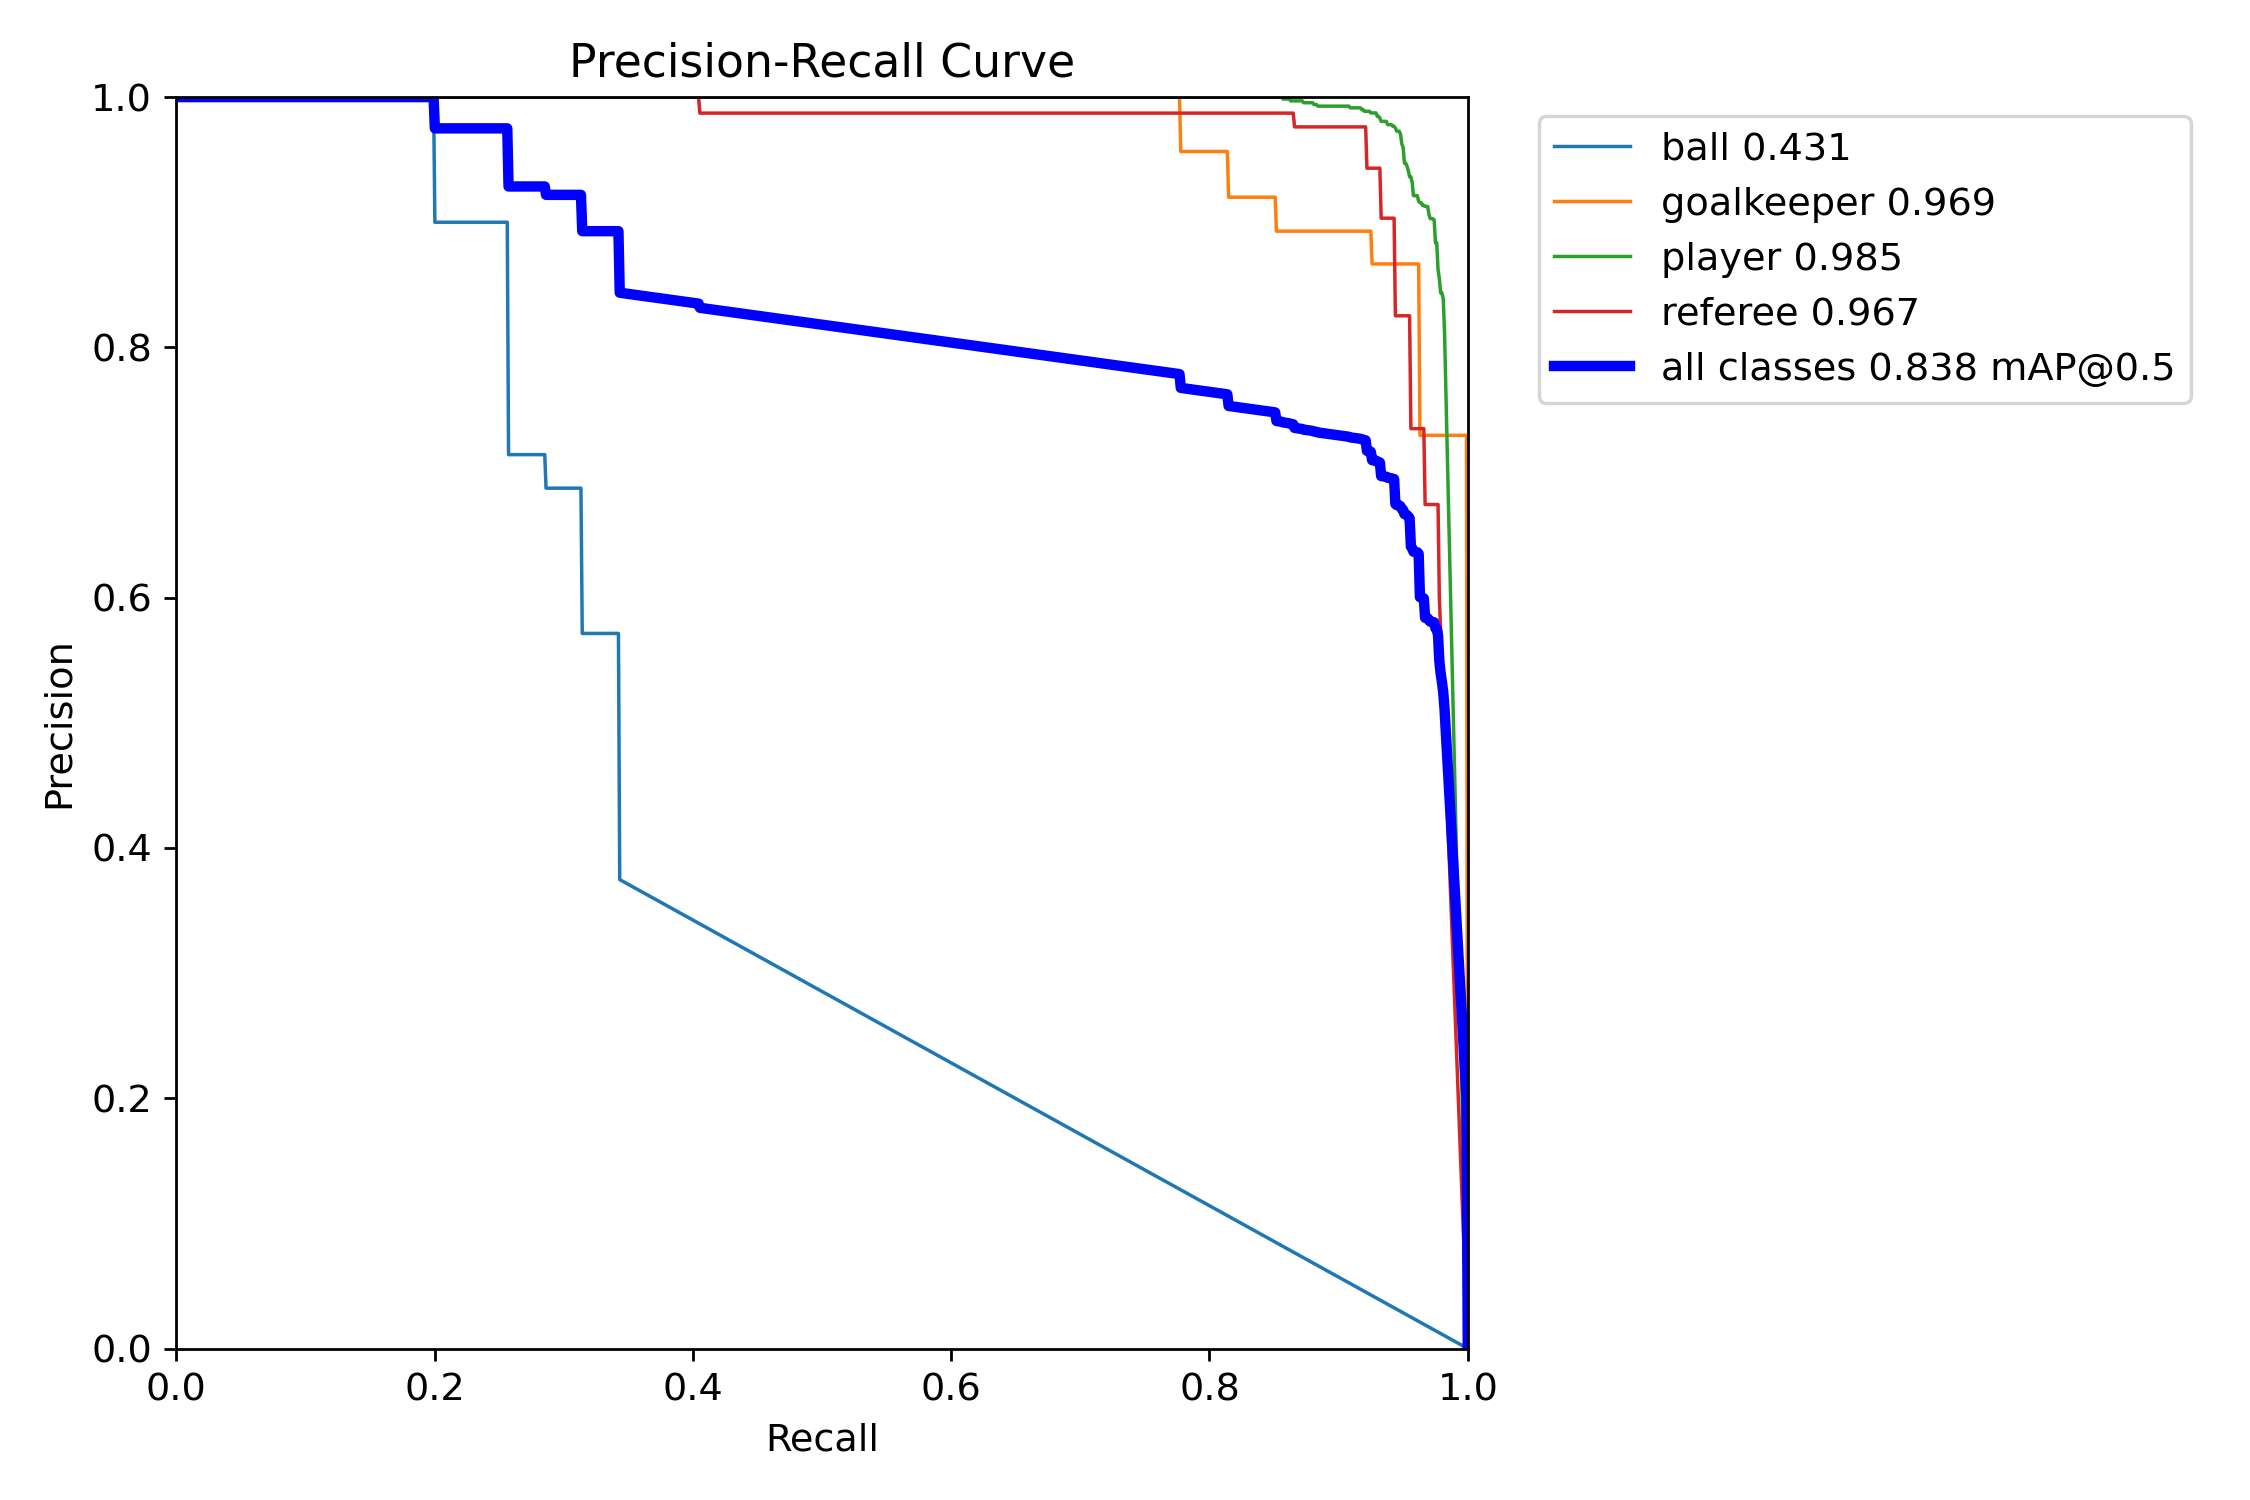 Precision-Recall Curve
1.0
0.8
0.6
0.4
0.2
0.0
Precision
0.0 0.2 0.4 0.6 0.8 1.0
Recall
ball 0.431
goalkeeper 0.969
player 0.985
referee 0.967
all classes 0.838 mAP@0.5